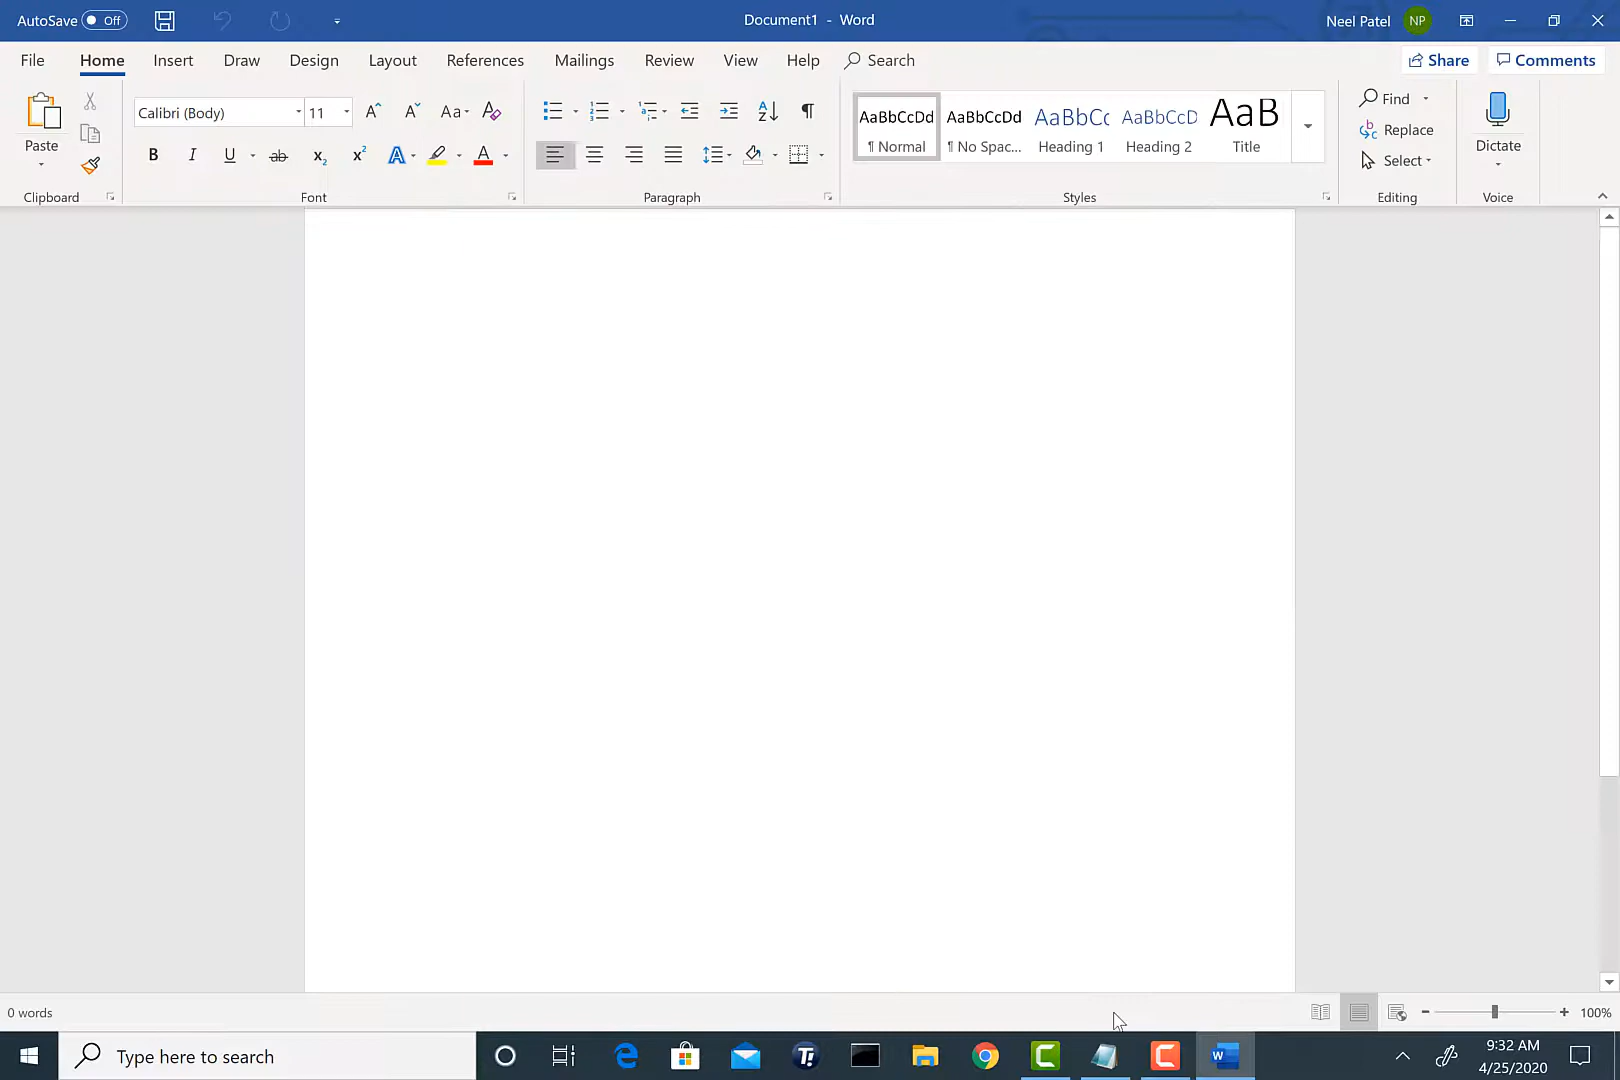 AutoSave Off
Document1 - Word
Neel Patel NP
File Home Insert Draw Design Layout References Mailings Review View Help Search Share Comments
Paste
Clipboard
Calibri (Body) 11
Aa
B I U ab x₂ x² A A
Font
Paragraph
AaBbCcDd AaBbCcDd AaBbCc AaBbCcD AaB
¶ Normal ¶ No Spac... Heading 1 Heading 2 Title
Styles
Find
Replace
Select
Editing
Dictate
Voice
0 words
100%
Type here to search
9:32 AM
4/25/2020